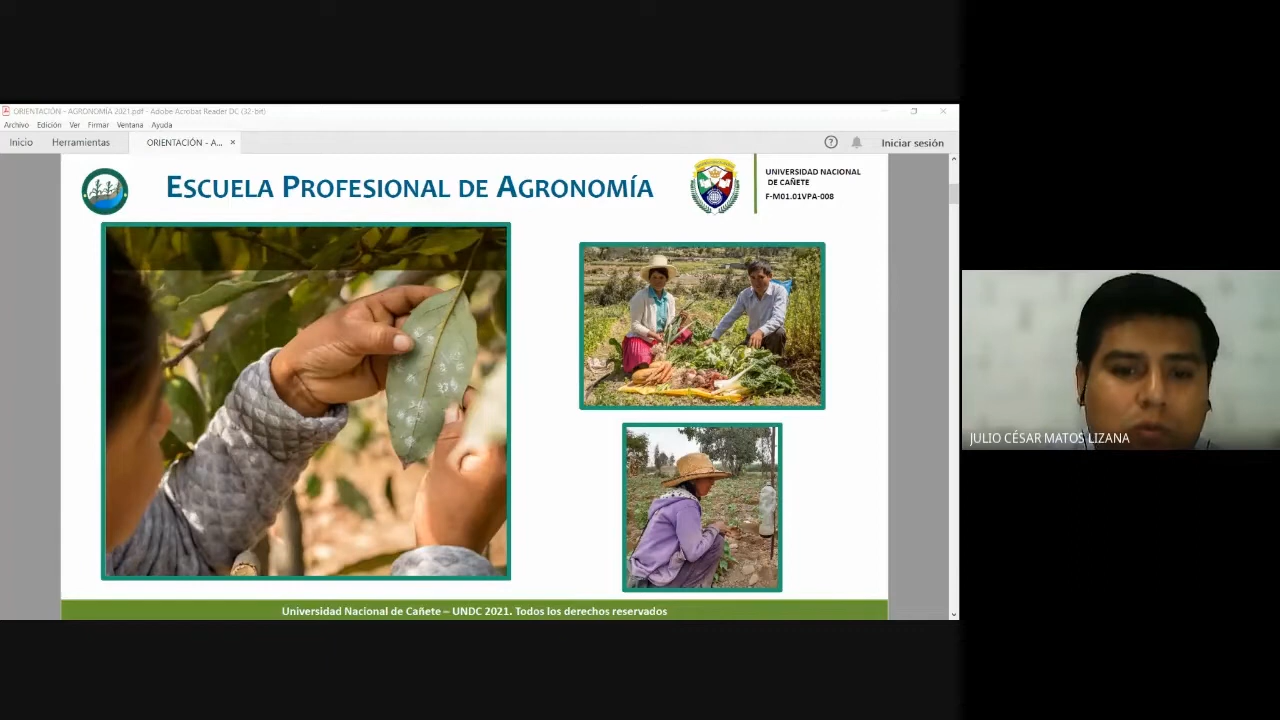 ORIENTACIÓN - AGRONOMÍA 2021.pdf - Adobe Acrobat Reader DC (32-bit)
Archivo Edición Ver Firmar Ventana Ayuda
Inicio Herramientas ORIENTACIÓN - A... × Iniciar sesión
ESCUELA PROFESIONAL DE AGRONOMÍA
UNIVERSIDAD NACIONAL
DE CAÑETE
F-M01.01VPA-008
JULIO CÉSAR MATOS LIZANA
Universidad Nacional de Cañete – UNDC 2021. Todos los derechos reservados